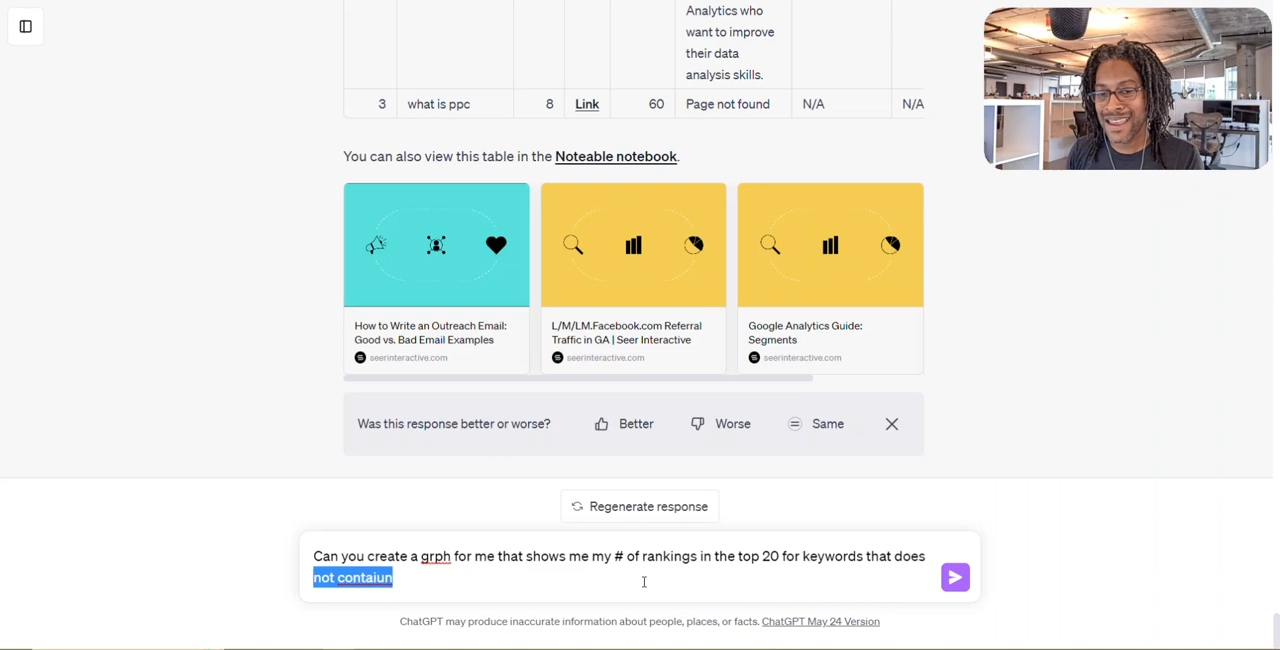 Analytics who
want to improve
their data
analysis skills.
3 what is ppc 8 Link 60 Page not found N/A N/A
You can also view this table in the Noteable notebook.
How to Write an Outreach Email: Good vs. Bad Email Examples
seerinteractive.com
L/M/LM.Facebook.com Referral Traffic in GA | Seer Interactive
seerinteractive.com
Google Analytics Guide: Segments
seerinteractive.com
Was this response better or worse? Better Worse Same
Regenerate response
Can you create a grph for me that shows me my # of rankings in the top 20 for keywords that does
not contaiun
ChatGPT may produce inaccurate information about people, places, or facts. ChatGPT May 24 Version